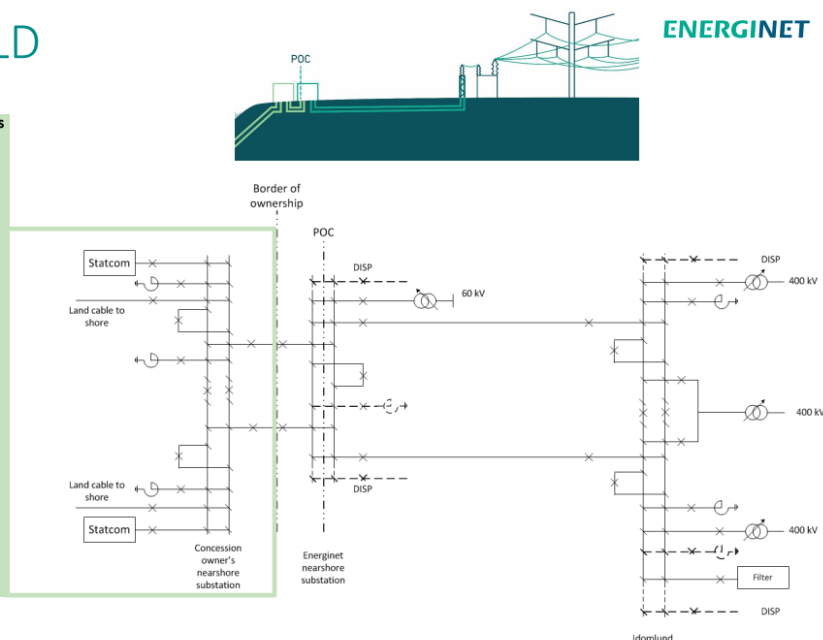 LD
ENERGINET
POC
s
Border of
ownership
POC
Statcom
DISP
DISP
60 kV
400 kV
Land cable to
shore
400 kV
DISP
Land cable to
shore
Statcom
400 kV
Concession
owner's
nearshore
substation
Energinet
nearshore
substation
Filter
DISP
Idomlund